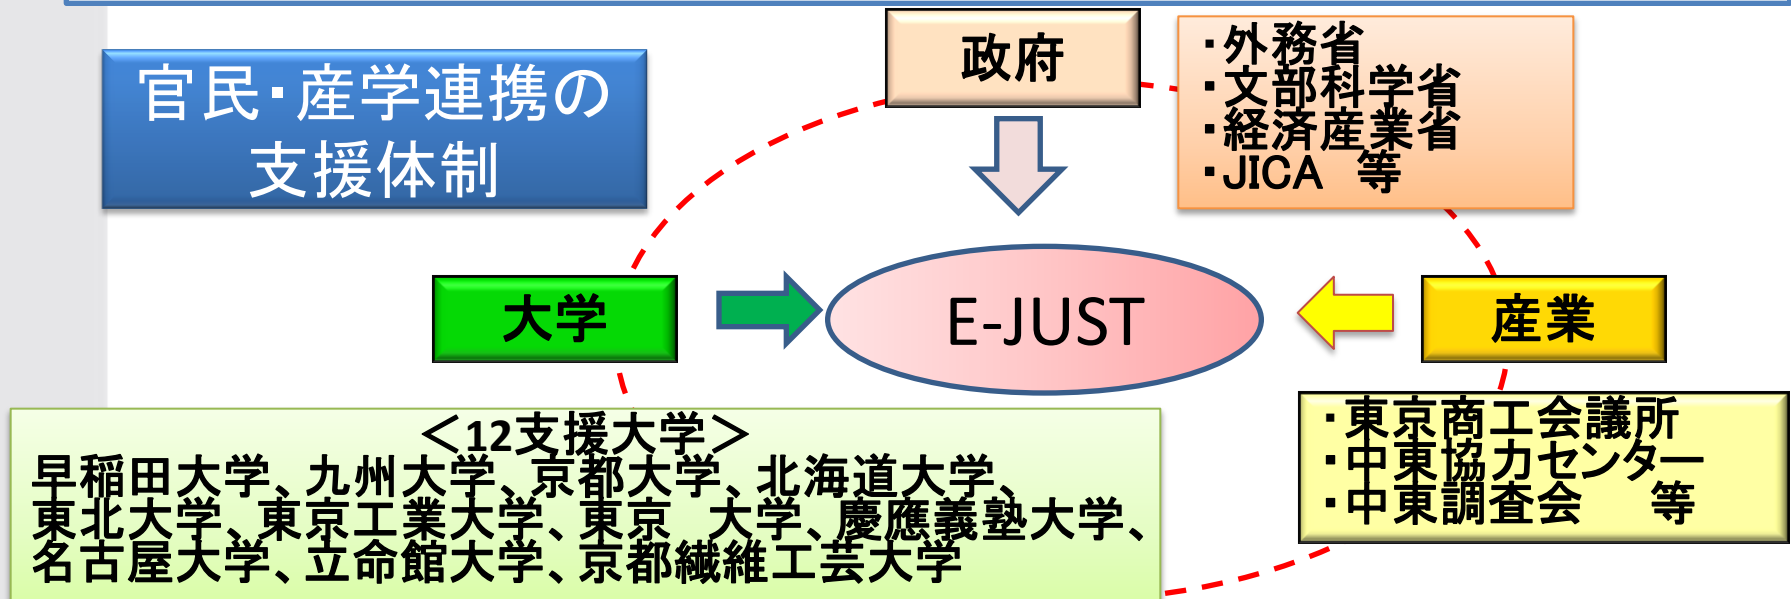 官民・産学連携の
支援体制
政府
・外務省
・文部科学省
・経済産業省
・JICA　等
大学
E-JUST
産業
＜12支援大学＞
早稲田大学、九州大学、京都大学、北海道大学、
東北大学、東京工業大学、東京　大学、慶應義塾大学、
名古屋大学、立命館大学、京都繊維工芸大学
・東京商工会議所
・中東協力センター
・中東調査会　等